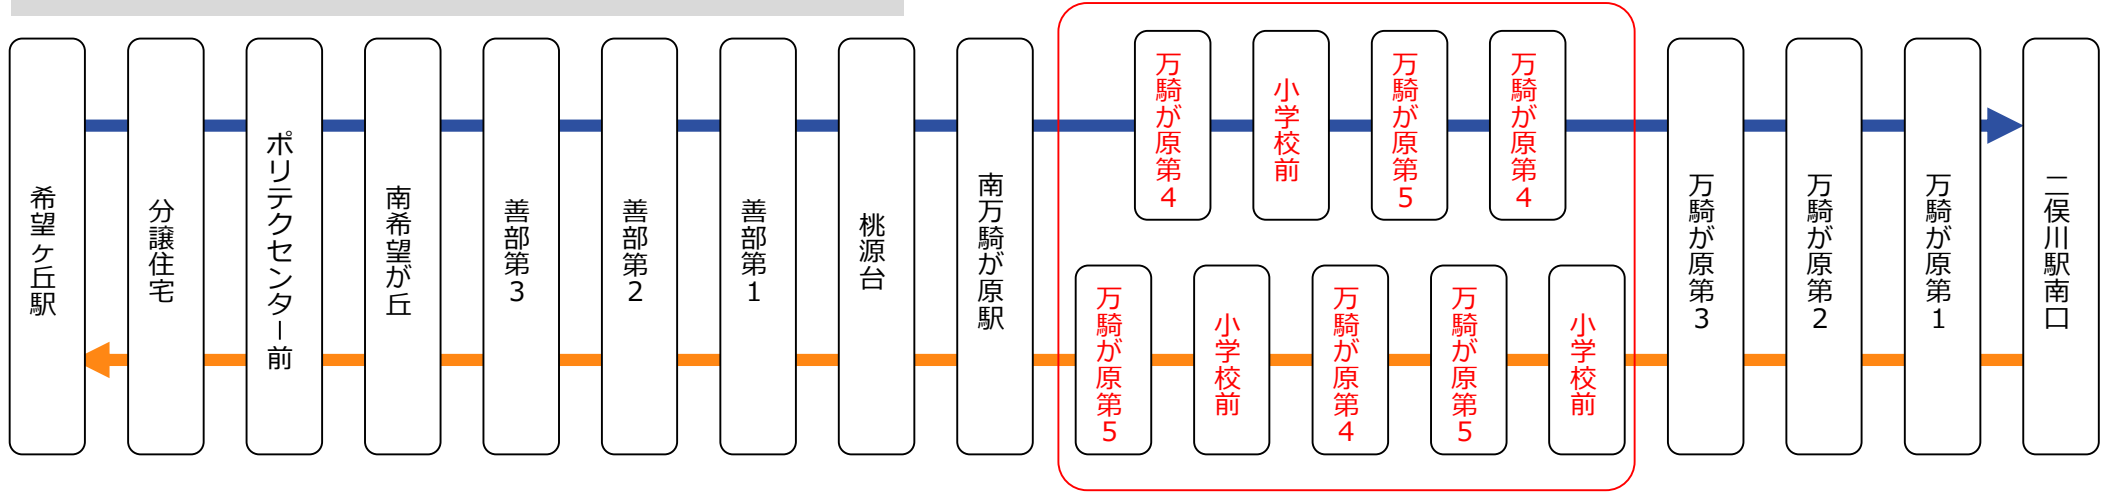 希望ヶ丘駅
分譲住宅
ポリテクセンター前
南希望が丘
善部第3
善部第2
善部第1
桃源台
南万騎が原駅
万騎が原第4
小学校前
万騎が原第5
万騎が原第4
万騎が原第5
小学校前
万騎が原第4
万騎が原第5
小学校前
万騎が原第3
万騎が原第2
万騎が原第1
二俣川駅南口